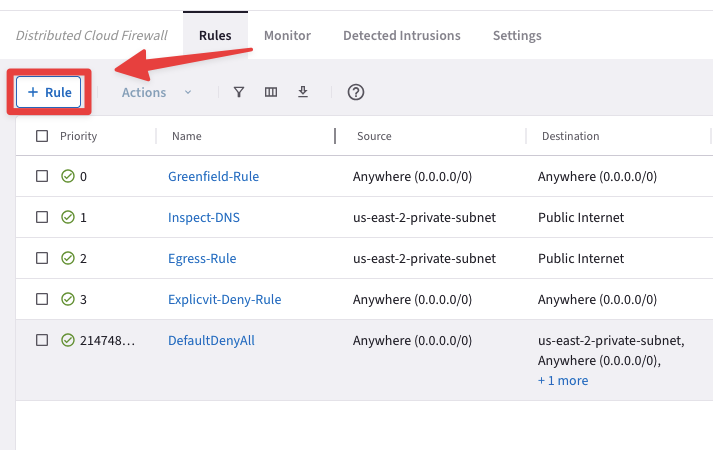 Distributed Cloud Firewall Rules Monitor Detected Intrusions Settings
+ Rule Actions
Priority Name Source Destination
0 Greenfield-Rule Anywhere (0.0.0.0/0) Anywhere (0.0.0.0/0)
1 Inspect-DNS us-east-2-private-subnet Public Internet
2 Egress-Rule us-east-2-private-subnet Public Internet
3 Explicvit-Deny-Rule Anywhere (0.0.0.0/0) Anywhere (0.0.0.0/0)
214748... DefaultDenyAll Anywhere (0.0.0.0/0) us-east-2-private-subnet,
Anywhere (0.0.0.0/0),
+ 1 more